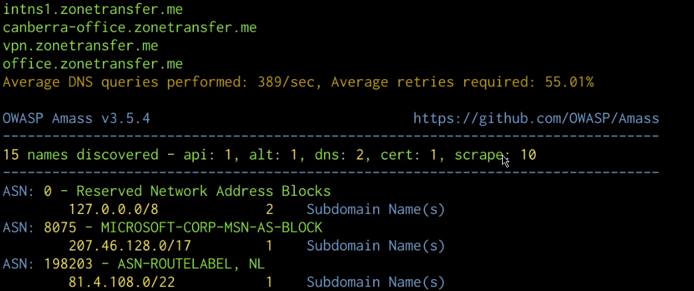 intns1.zonetransfer.me
canberra-office.zonetransfer.me
vpn.zonetransfer.me
office.zonetransfer.me
Average DNS queries performed: 389/sec, Average retries required: 55.01%
OWASP Amass v3.5.4 https://github.com/OWASP/Amass
--------------------------------------------------------------------------------
15 names discovered - api: 1, alt: 1, dns: 2, cert: 1, scrape: 10
--------------------------------------------------------------------------------
ASN: 0 - Reserved Network Address Blocks
127.0.0.0/8 2 Subdomain Name(s)
ASN: 8075 - MICROSOFT-CORP-MSN-AS-BLOCK
207.46.128.0/17 1 Subdomain Name(s)
ASN: 198203 - ASN-ROUTELABEL, NL
81.4.108.0/22 1 Subdomain Name(s)